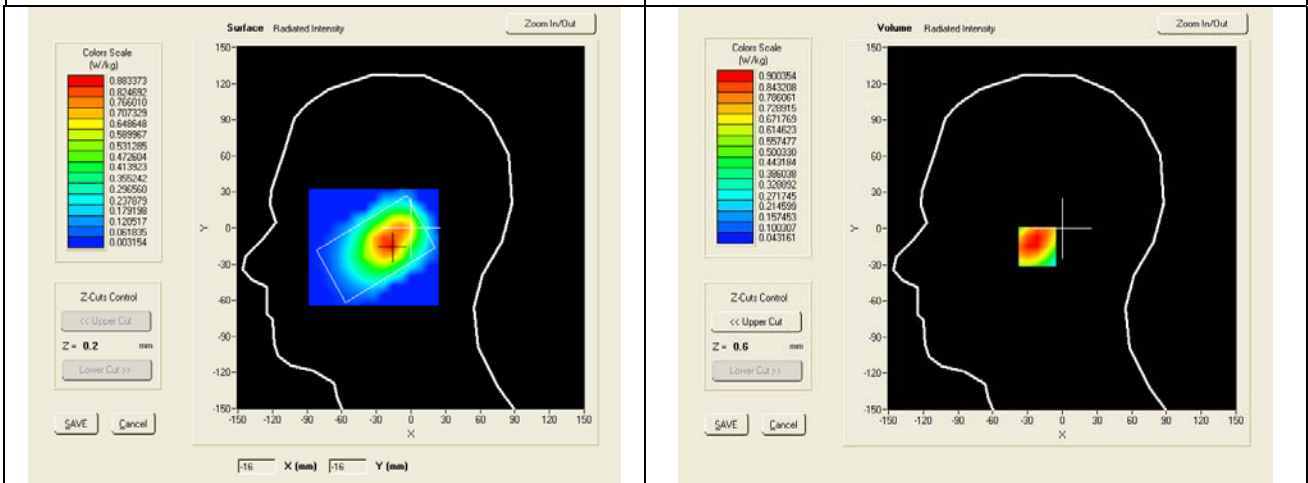 Surface Radiated Intensity
Zoom In/Out
Colors Scale
(W/kg)
0.883373
0.824692
0.766010
0.707329
0.648648
0.589967
0.531285
0.472604
0.413923
0.355242
0.296560
0.237879
0.179198
0.120517
0.061835
0.003154
Z-Cuts Control
<< Upper Cut
Z = 0.2 mm
Lower Cut >>
SAVE Cancel
150
120
90
60
30
0
-30
-60
-90
-120
-150
Y
-150 -120 -90 -60 -30 0 30 60 90 120 150
X
-16 X (mm) -16 Y (mm)
Volume Radiated Intensity
Zoom In/Out
Colors Scale
(W/kg)
0.900354
0.843208
0.786061
0.728915
0.671769
0.614623
0.557477
0.500330
0.443184
0.386038
0.328892
0.271745
0.214599
0.157453
0.100307
0.043161
Z-Cuts Control
<< Upper Cut
Z = 0.6 mm
Lower Cut >>
SAVE Cancel
150
120
90
60
30
0
-30
-60
-90
-120
-150
Y
-150 -120 -90 -60 -30 0 30 60 90 120 150
X